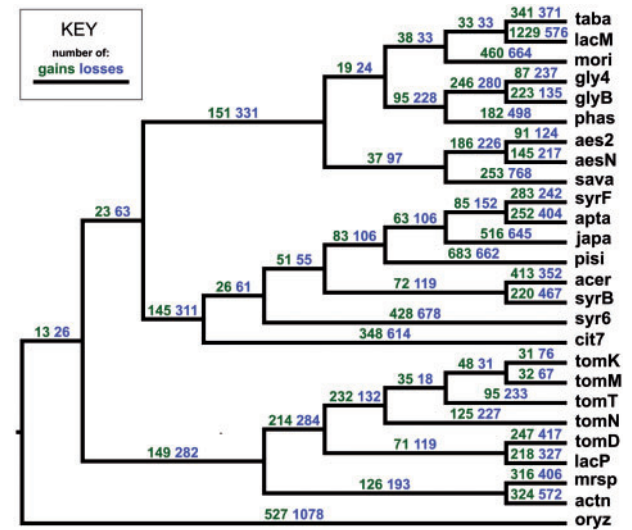 KEY
number of:
gains losses
341 371 taba
33 33
1229 576 lacM
38 33
460 664 mori
19 24
87 237 gly4
246 280
223 135 glyB
95 228
182 498 phas
151 331
91 124 aes2
186 226
145 217 aesN
37 97
253 768 sava
23 63
283 242 syrF
85 152
252 404 apta
63 106
516 645 japa
83 106
683 662 pisi
51 55
413 352 acer
72 119
220 467 syrB
26 61
428 678 syr6
145 311
348 614 cit7
13 26
31 76 tomK
48 31
32 67 tomM
35 18
95 233 tomT
232 132
125 227 tomN
214 284
247 417 tomD
71 119
218 327 lacP
149 282
316 406 mrsp
126 193
324 572 actn
527 1078 oryz